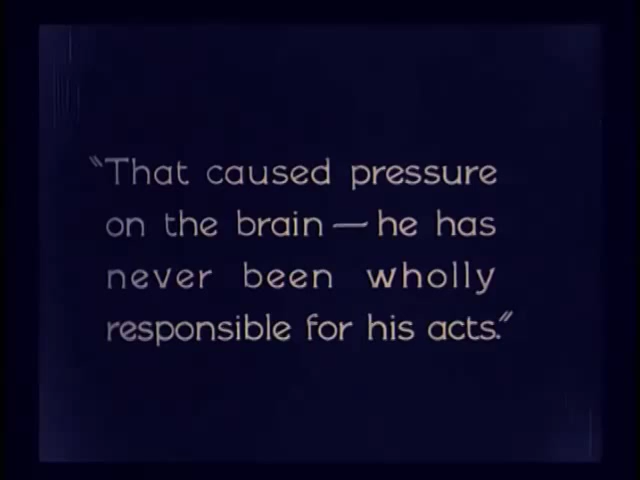 "That caused pressure
on the brain — he has
never been wholly
responsible for his acts."